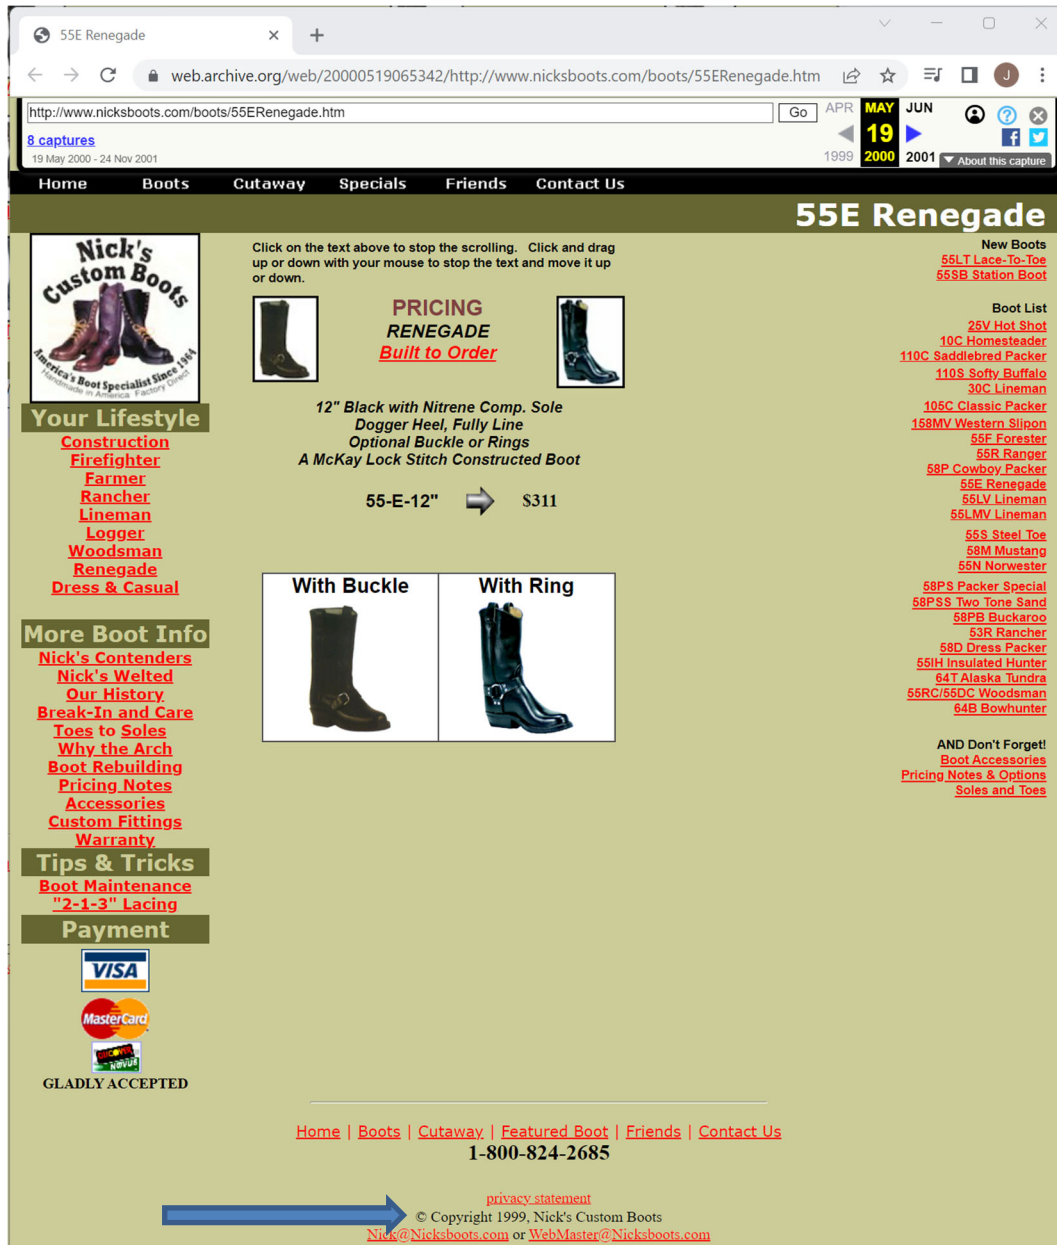 55E Renegade
web.archive.org/web/20000519065342/http://www.nicksboots.com/boots/55ERenegade.htm
J
http://www.nicksboots.com/boots/55ERenegade.htm
Go
APR MAY JUN
8 captures
19
19 May 2000 - 24 Nov 2001
1999 2000 2001
About this capture
Home Boots Cutaway Specials Friends Contact Us
55E Renegade
Nick's
Custom Boots
America's Boot Specialist Since 1964
Handmade in America Factory Direct
Your Lifestyle
Construction
Firefighter
Farmer
Rancher
Lineman
Logger
Woodsman
Renegade
Dress & Casual
More Boot Info
Nick's Contenders
Nick's Welted
Our History
Break-In and Care
Toes to Soles
Why the Arch
Boot Rebuilding
Pricing Notes
Accessories
Custom Fittings
Warranty
Tips & Tricks
Boot Maintenance
"2-1-3" Lacing
Payment
VISA
MasterCard
DISCOVER
NOVUS
GLADLY ACCEPTED
Click on the text above to stop the scrolling. Click and drag
up or down with your mouse to stop the text and move it up
or down.
PRICING
RENEGADE
Built to Order
12" Black with Nitrene Comp. Sole
Dogger Heel, Fully Line
Optional Buckle or Rings
A McKay Lock Stitch Constructed Boot
55-E-12" $311
With Buckle With Ring
New Boots
55LT Lace-To-Toe
55SB Station Boot
Boot List
25V Hot Shot
10C Homesteader
110C Saddlebred Packer
110S Softy Buffalo
30C Lineman
105C Classic Packer
158MV Western Slipon
55F Forester
55R Ranger
58P Cowboy Packer
55E Renegade
55LV Lineman
55LMV Lineman
55S Steel Toe
58M Mustang
55N Norwester
58PS Packer Special
58PSS Two Tone Sand
58PB Buckaroo
53R Rancher
58D Dress Packer
55IH Insulated Hunter
64T Alaska Tundra
55RC/55DC Woodsman
64B Bowhunter
AND Don't Forget!
Boot Accessories
Pricing Notes & Options
Soles and Toes
Home | Boots | Cutaway | Featured Boot | Friends | Contact Us
1-800-824-2685
privacy statement
© Copyright 1999, Nick's Custom Boots
Nick@Nicksboots.com or WebMaster@Nicksboots.com